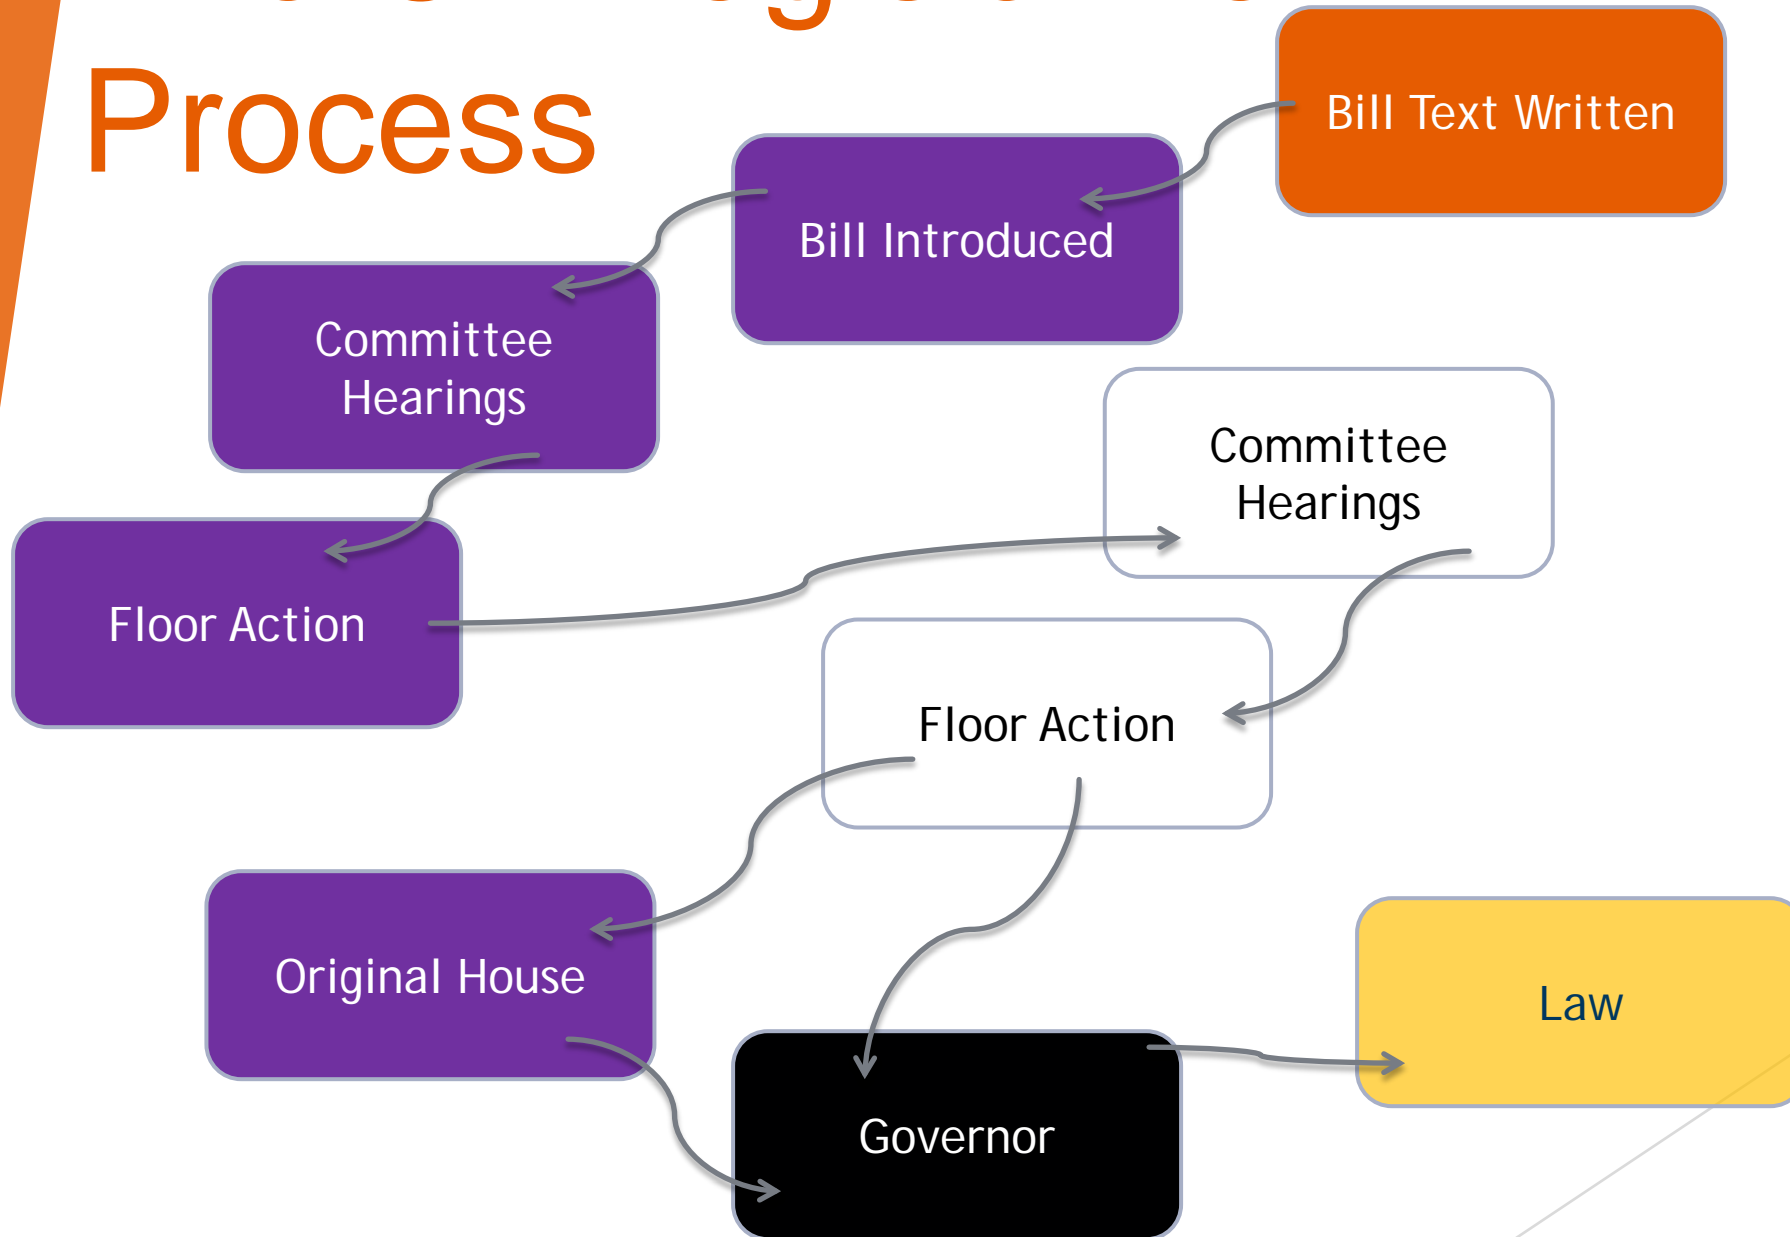 Process
Bill Text Written
Bill Introduced
Committee
Hearings
Committee
Hearings
Floor Action
Floor Action
Original House
Law
Governor